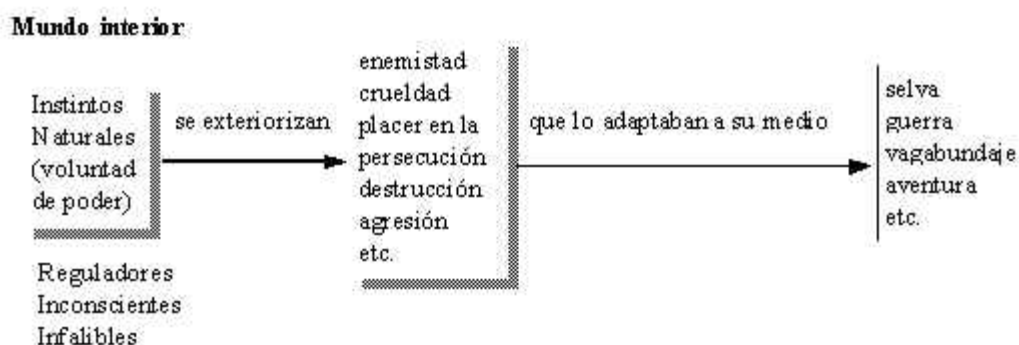 Mundo interior
Instintos
Naturales
(voluntad
de poder)
Reguladores
Inconscientes
Infalibles
se exteriorizan
enemistad
crueldad
placer en la
persecución
destrucción
agresión
etc.
que lo adaptaban a su medio
selva
guerra
vagabundaje
aventura
etc.